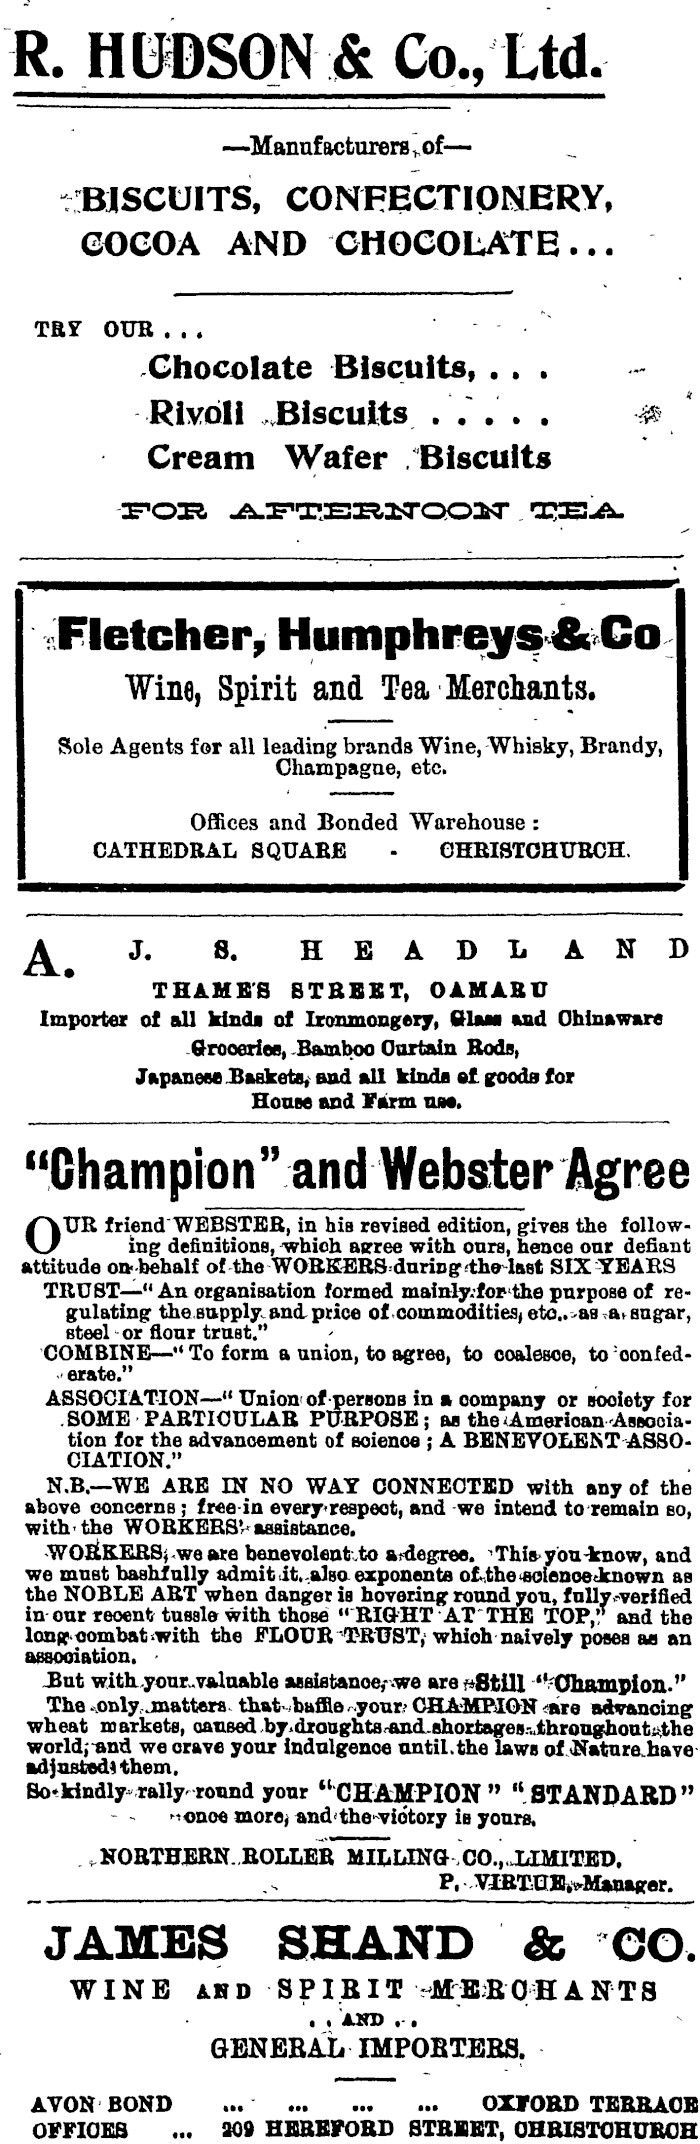 R. HUDSON & Co., Ltd.
—Manufacturers of—
BISCUITS, CONFECTIONERY,
COCOA AND CHOCOLATE...
TRY OUR...
Chocolate Biscuits, . . .
Rivoli Biscuits . . . . .
Cream Wafer Biscuits
FOR AFTERNOON TEA
Fletcher, Humphreys & Co
Wine, Spirit and Tea Merchants.
Sole Agents for all leading brands Wine, Whisky, Brandy,
Champagne, etc.
Offices and Bonded Warehouse:
CATHEDRAL SQUARE - CHRISTCHURCH.
A. J. S. HEADLAND
THAMES STREET, OAMARU
Importer of all kinds of Ironmongery, Glass and Chinaware
Groceries, Bamboo Curtain Rods,
Japanese Baskets, and all kinds of goods for
House and Farm use.
"Champion" and Webster Agree
OUR friend WEBSTER, in his revised edition, gives the follow-
ing definitions, which agree with ours, hence our defiant
attitude on behalf of the WORKERS during the last SIX YEARS
TRUST—"An organisation formed mainly for the purpose of re-
gulating the supply and price of commodities, etc., as a sugar,
steel or flour trust."
COMBINE—"To form a union, to agree, to coalesce, to confed-
erate."
ASSOCIATION—"Union of persons in a company or society for
SOME PARTICULAR PURPOSE; as the American Associa-
tion for the advancement of science; A BENEVOLENT ASSO-
CIATION."
N.B.—WE ARE IN NO WAY CONNECTED with any of the
above concerns; free in every respect, and we intend to remain so,
with the WORKERS' assistance.
WORKERS, we are benevolent to a degree. This you know, and
we must bashfully admit it, also exponents of the science known as
the NOBLE ART when danger is hovering round you, fully verified
in our recent tussle with those "RIGHT AT THE TOP," and the
long combat with the FLOUR TRUST, which naively poses as an
association.
But with your valuable assistance, we are Still "Champion."
The only matters that baffle your CHAMPION are advancing
wheat markets, caused by droughts and shortages throughout the
world, and we crave your indulgence until the laws of Nature have
adjusted them.
So kindly rally round your "CHAMPION" "STANDARD"
once more, and the victory is yours.
NORTHERN ROLLER MILLING CO., LIMITED.
P. VIRTUE, Manager.
JAMES SHAND & CO.
WINE AND SPIRIT MERCHANTS
. . AND . .
GENERAL IMPORTERS.
AVON BOND ... ... ... ... OXFORD TERRACE
OFFICES ... 209 HEREFORD STREET, CHRISTCHURCH